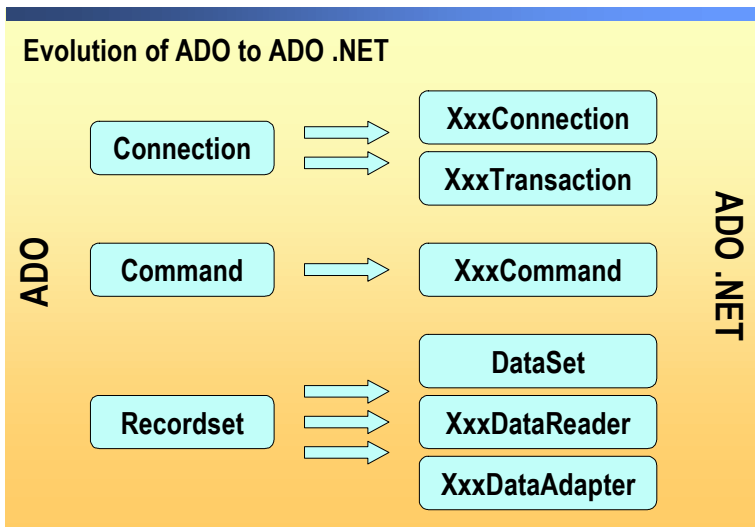 Evolution of ADO to ADO .NET
ADO
Connection
XxxConnection
XxxTransaction
Command
XxxCommand
Recordset
DataSet
XxxDataReader
XxxDataAdapter
ADO .NET